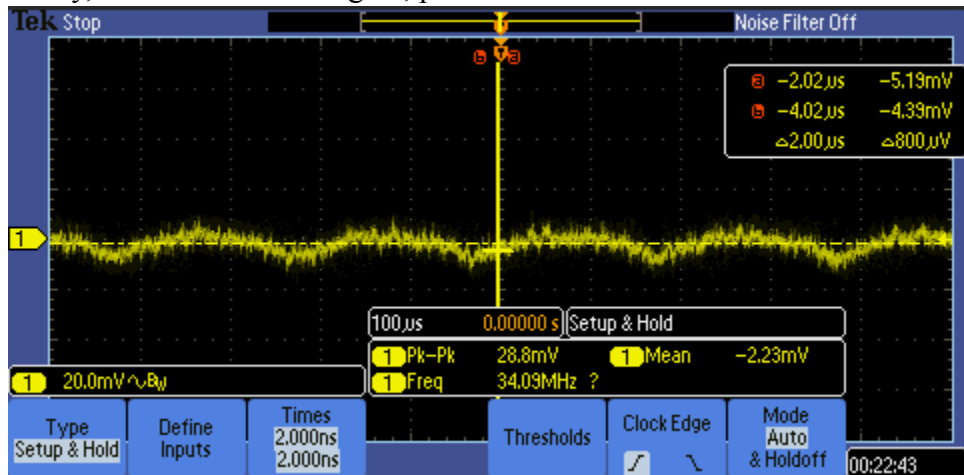 Tek Stop
Noise Filter Off
b T a
a −2.02µs −5.19mV
b −4.02µs −4.39mV
△2.00µs △800µV
1
100µs 0.00000 s Setup & Hold
1 Pk–Pk 28.8mV 1 Mean −2.23mV
1 Freq 34.09MHz ?
1 20.0mV∿BW
Type
Setup & Hold
Define
Inputs
Times
2.000ns
2.000ns
Thresholds
Clock Edge
Mode
Auto
& Holdoff
00:22:43